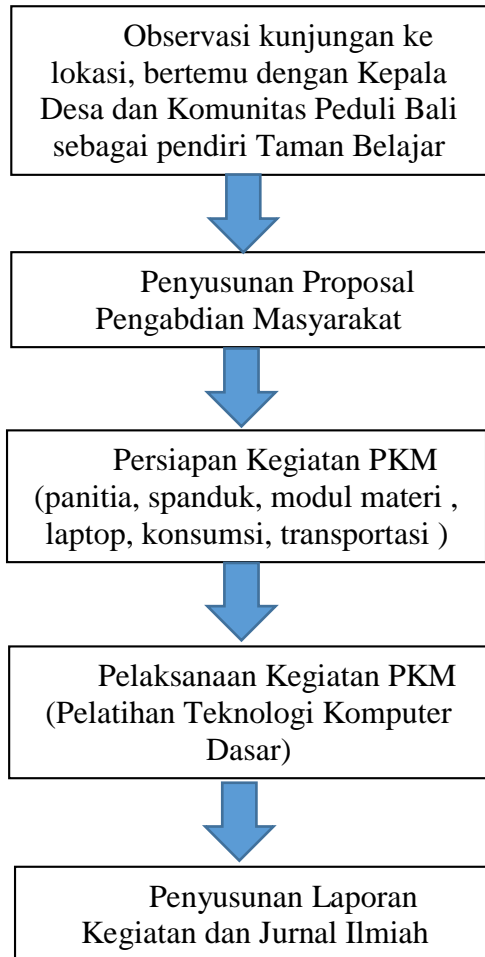 Observasi kunjungan ke
lokasi, bertemu dengan Kepala
Desa dan Komunitas Peduli Bali
sebagai pendiri Taman Belajar
Penyusunan Proposal
Pengabdian Masyarakat
Persiapan Kegiatan PKM
(panitia, spanduk, modul materi ,
laptop, konsumsi, transportasi )
Pelaksanaan Kegiatan PKM
(Pelatihan Teknologi Komputer
Dasar)
Penyusunan Laporan
Kegiatan dan Jurnal Ilmiah